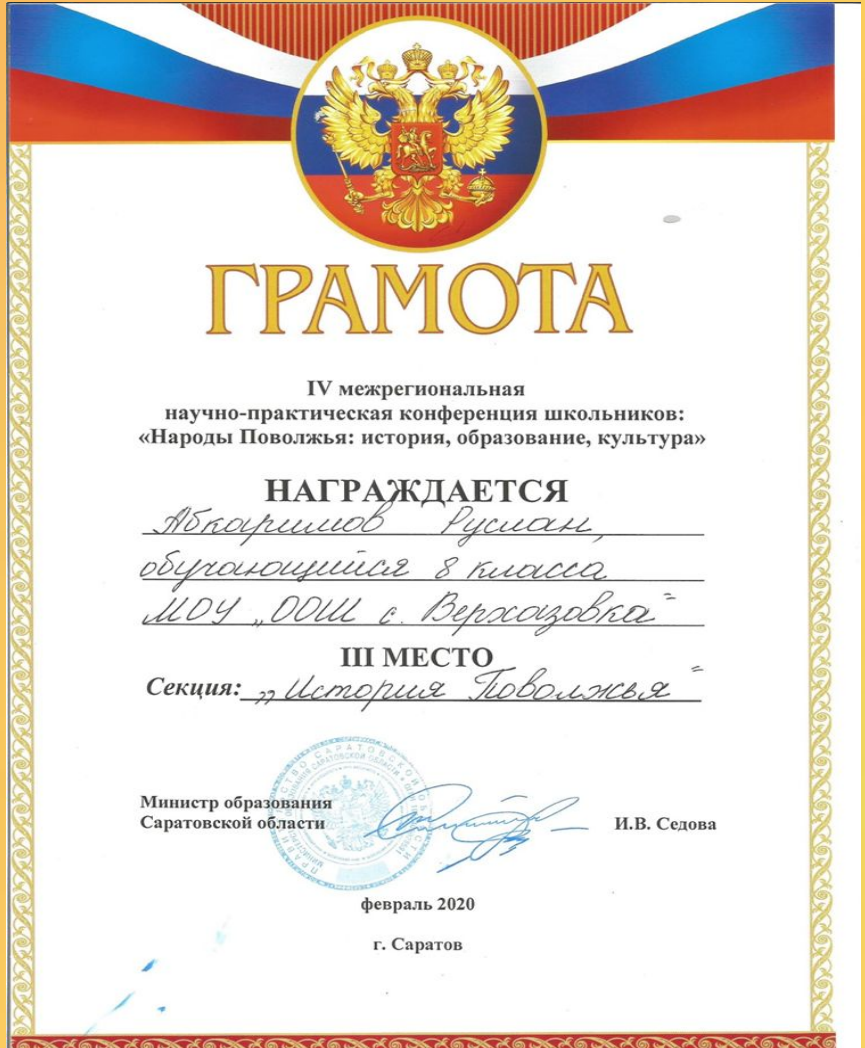 ГРАМОТА
IV межрегиональная
научно-практическая конференция школьников:
«Народы Поволжья: история, образование, культура»
НАГРАЖДАЕТСЯ
Абкаримов Руслан,
обучающийся 8 класса
МОУ „ООШ с. Верхазовка"
III МЕСТО
Секция: „История Поволжья"
Министр образования
Саратовской области
И.В. Седова
февраль 2020
г. Саратов